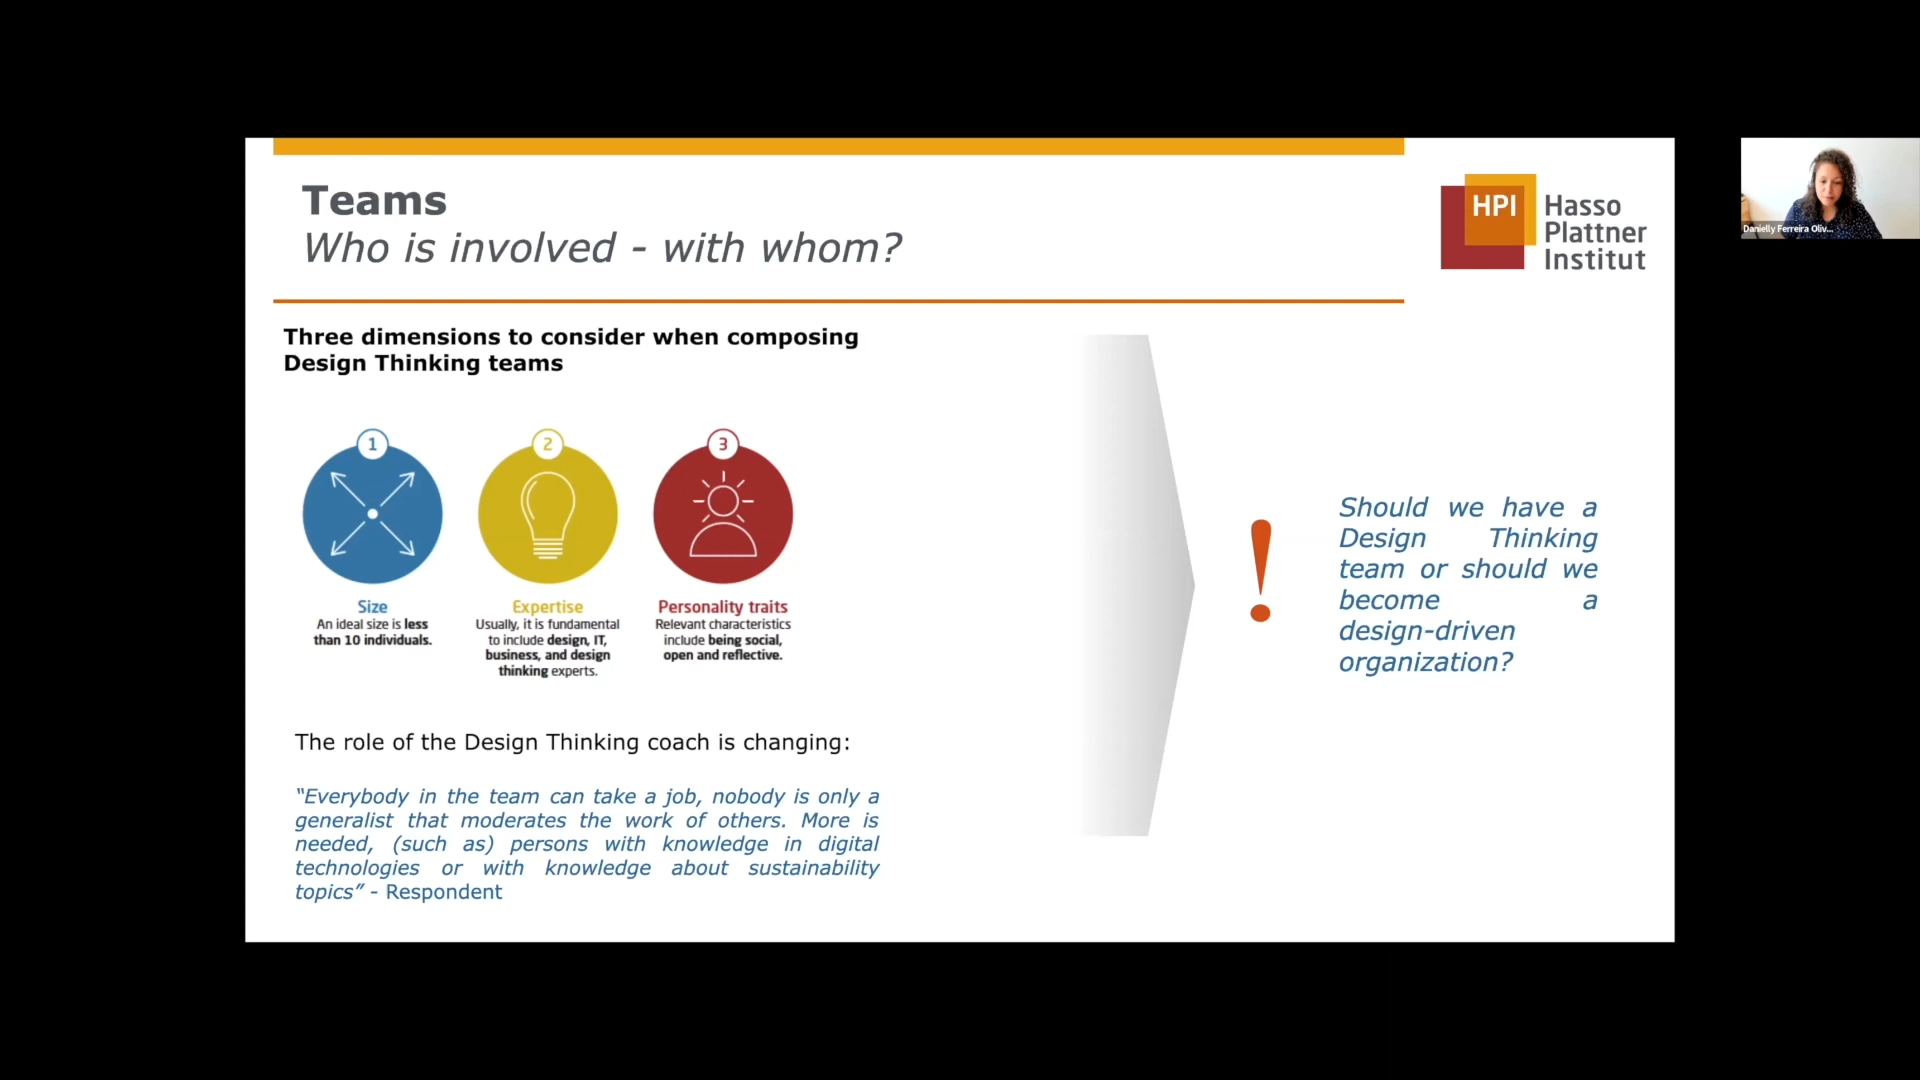 Teams
Who is involved - with whom?
HPI
Hasso
Plattner
Institut
Danielly Ferreira Oliv...
Three dimensions to consider when composing
Design Thinking teams
1
2
3
Size
An ideal size is less
than 10 individuals.
Expertise
Usually, it is fundamental
to include design, IT,
business, and design
thinking experts.
Personality traits
Relevant characteristics
include being social,
open and reflective.
The role of the Design Thinking coach is changing:
“Everybody in the team can take a job, nobody is only a
generalist that moderates the work of others. More is
needed, (such as) persons with knowledge in digital
technologies or with knowledge about sustainability
topics” - Respondent
!
Should we have a
Design Thinking
team or should we
become a
design-driven
organization?